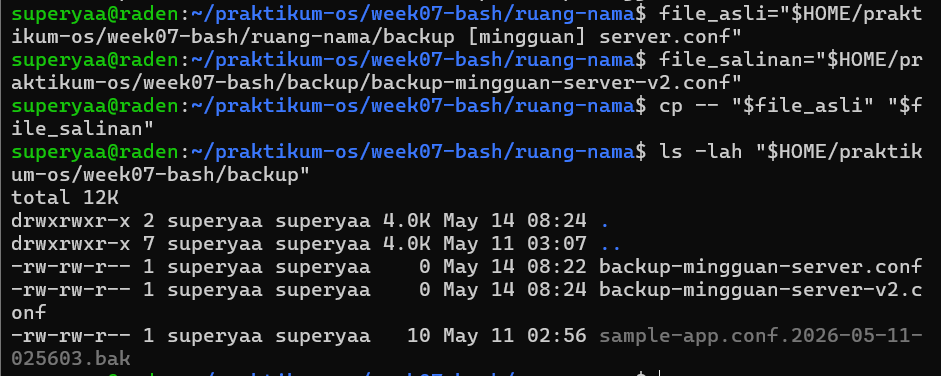 superyaa@raden:~/praktikum-os/week07-bash/ruang-nama$ file_asli="$HOME/prakt
ikum-os/week07-bash/ruang-nama/backup [mingguan] server.conf"
superyaa@raden:~/praktikum-os/week07-bash/ruang-nama$ file_salinan="$HOME/pr
aktikum-os/week07-bash/backup/backup-mingguan-server-v2.conf"
superyaa@raden:~/praktikum-os/week07-bash/ruang-nama$ cp -- "$file_asli" "$f
ile_salinan"
superyaa@raden:~/praktikum-os/week07-bash/ruang-nama$ ls -lah "$HOME/praktik
um-os/week07-bash/backup"
total 12K
drwxrwxr-x 2 superyaa superyaa 4.0K May 14 08:24 .
drwxrwxr-x 7 superyaa superyaa 4.0K May 11 03:07 ..
-rw-rw-r-- 1 superyaa superyaa    0 May 14 08:22 backup-mingguan-server.conf
-rw-rw-r-- 1 superyaa superyaa    0 May 14 08:24 backup-mingguan-server-v2.c
onf
-rw-rw-r-- 1 superyaa superyaa   10 May 11 02:56 sample-app.conf.2026-05-11-
025603.bak